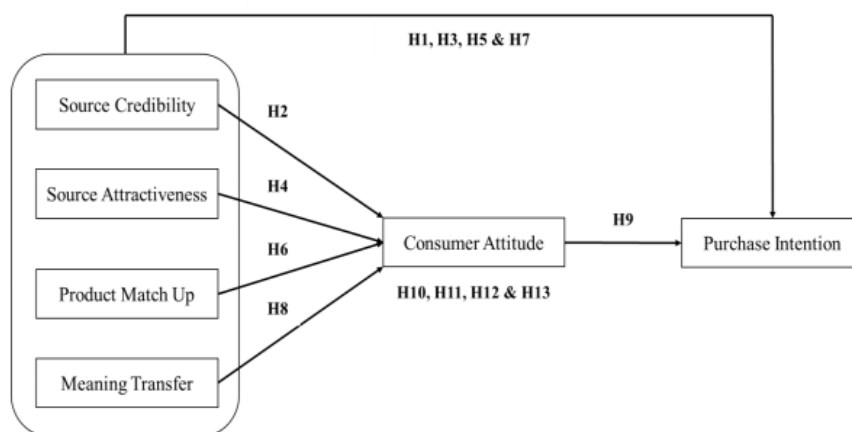 H1, H3, H5 & H7
Source Credibility
H2
Source Attractiveness
H4
H6
Consumer Attitude
H9
Purchase Intention
Product Match Up
H8
H10, H11, H12 & H13
Meaning Transfer